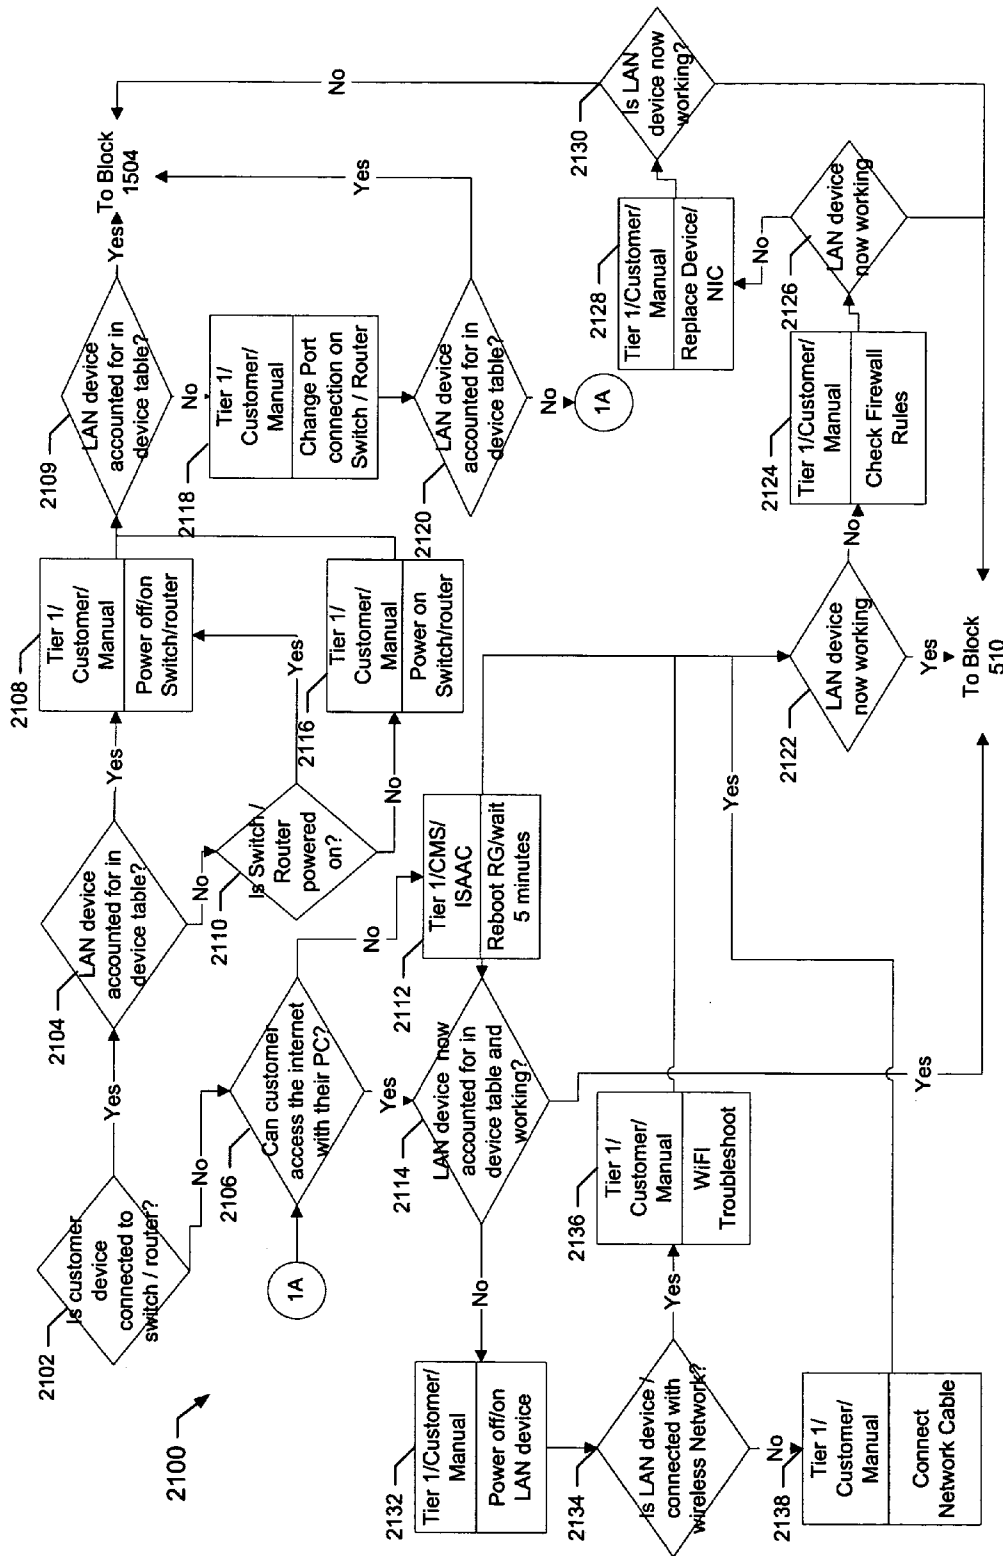 2100
2102
Is customer
device
connected to
switch / router?
Yes
No
2104
LAN device
accounted for in
device table?
Yes
No
2108
Tier 1/
Customer/
Manual
Power off/on
Switch/router
2109
LAN device
accounted for in
device table?
Yes
To Block
1504
No
2110
Is Switch /
Router
powered
on?
Yes
No
2116
Tier 1/
Customer/
Manual
Power on
Switch/router
2118
Tier 1/
Customer/
Manual
Change Port
connection on
Switch / Router
2120
LAN device
accounted for in
device table?
Yes
No
1A
1A
2106
Can customer
access the internet
with their PC?
No
Yes
2112
Tier 1/CMS/
ISAAC
Reboot RG/wait
5 minutes
2114
LAN device now
accounted for in
device table and
working?
No
Yes
2132
Tier 1/Customer/
Manual
Power off/on
LAN device
2134
Is LAN device /
connected with
wireless Network?
Yes
No
2136
Tier 1/
Customer/
Manual
WiFI
Troubleshoot
2138
Tier 1/
Customer/
Manual
Connect
Network Cable
Yes
2122
LAN device
now working
Yes
No
To Block
510
2124
Tier 1/Customer/
Manual
Check Firewall
Rules
2126
LAN device
now working
No
2128
Tier 1/Customer/
Manual
Replace Device/
NIC
2130
Is LAN
device now
working?
No